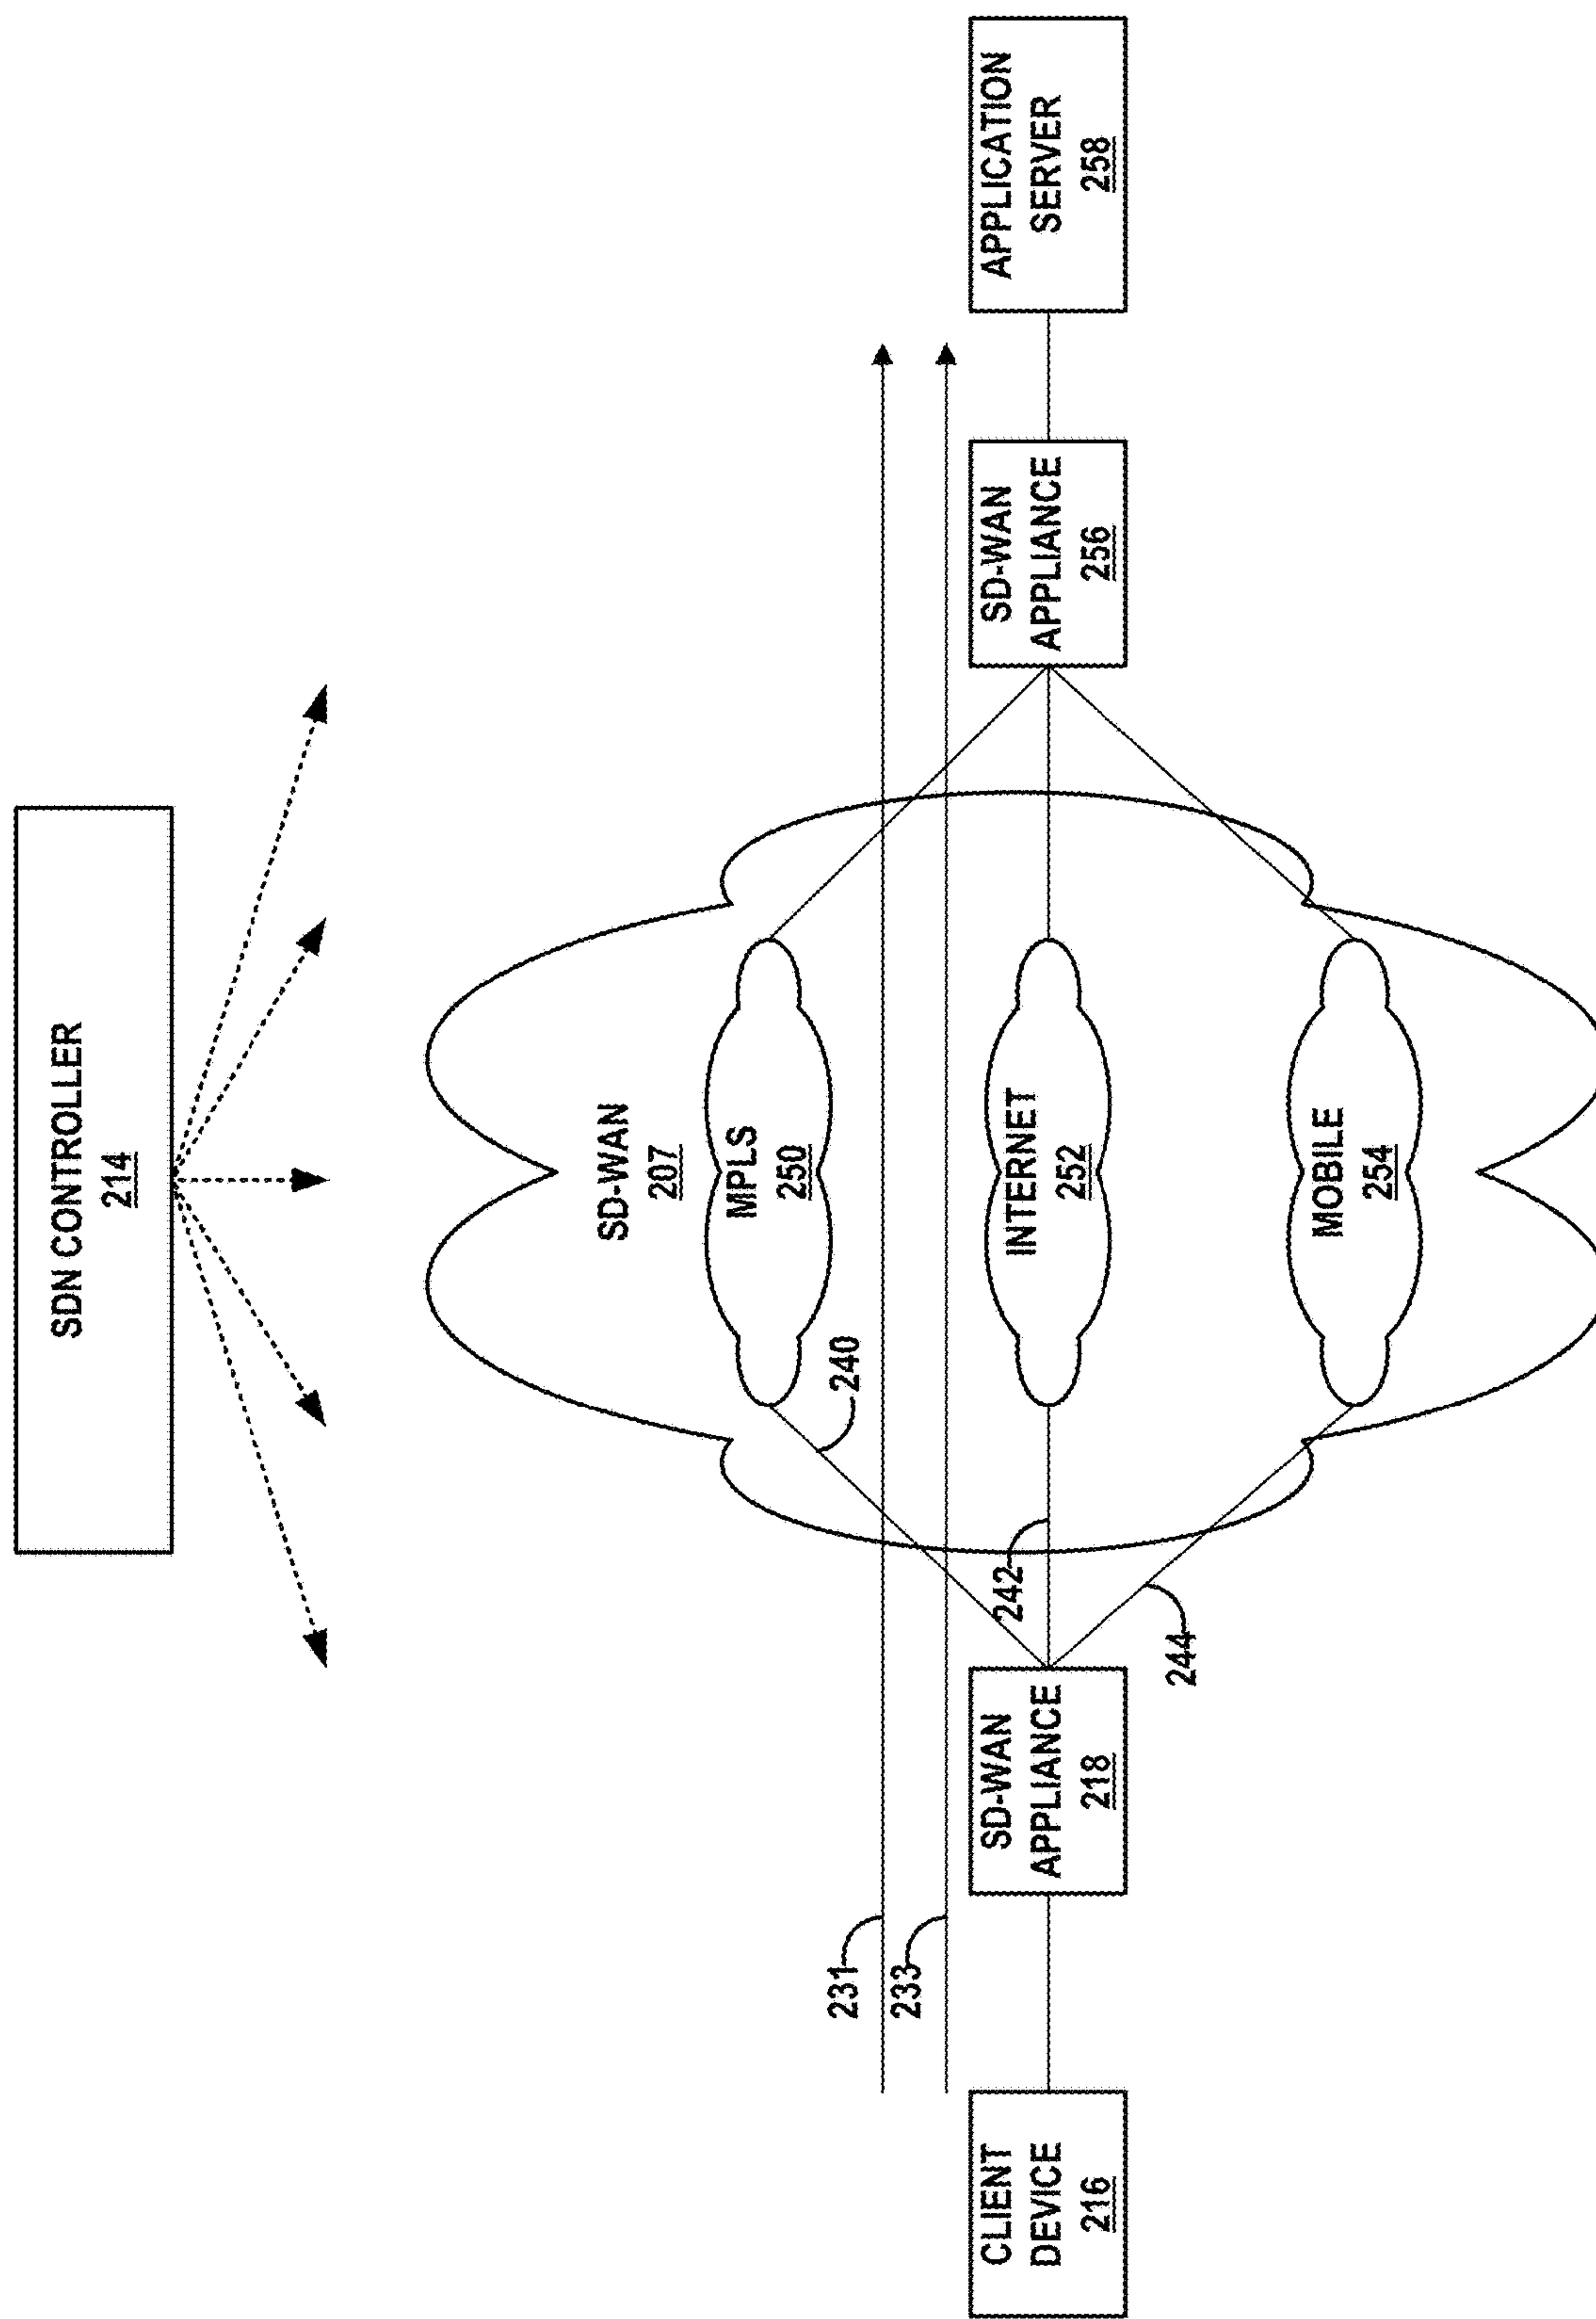 SDN CONTROLLER
214
SD-WAN
207
MPLS
250
240
231
233
CLIENT
DEVICE
216
SD-WAN
APPLIANCE
218
242
INTERNET
252
SD-WAN
APPLIANCE
256
APPLICATION
SERVER
258
244
MOBILE
254